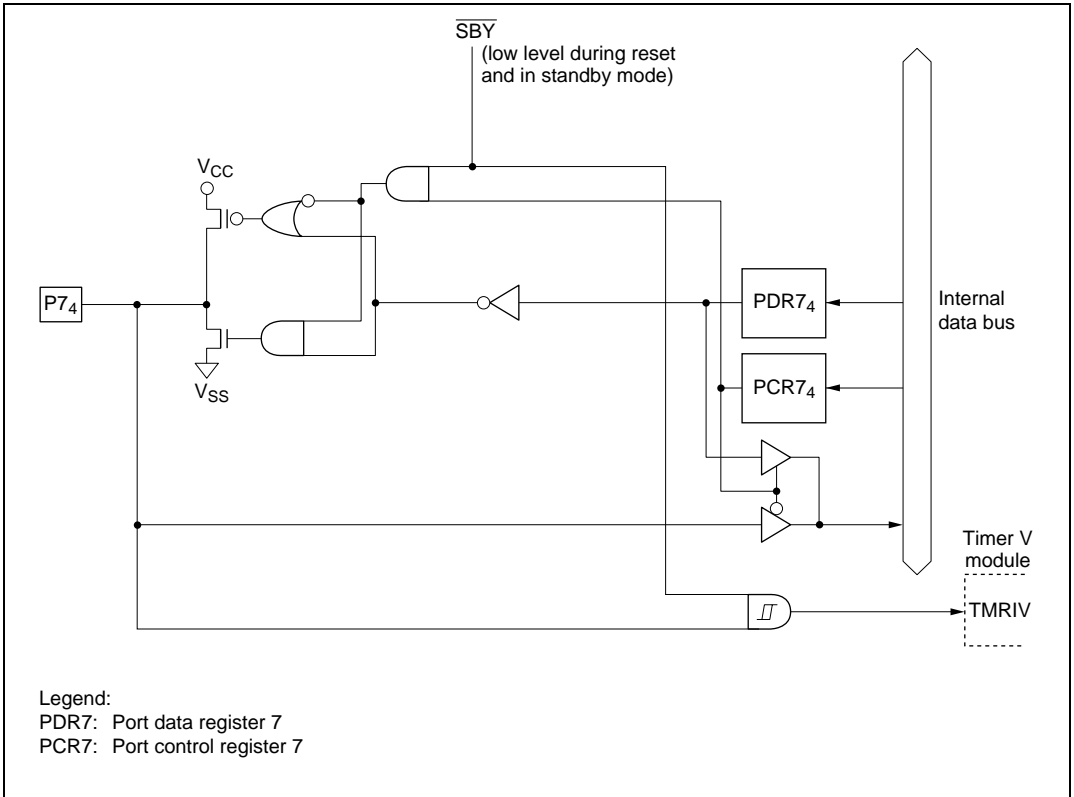 S̅B̅Y̅
(low level during reset
and in standby mode)
VCC
P7₄
VSS
PDR7₄
PCR7₄
Internal
data bus
Timer V
module
TMRIV
Legend:
PDR7: Port data register 7
PCR7: Port control register 7